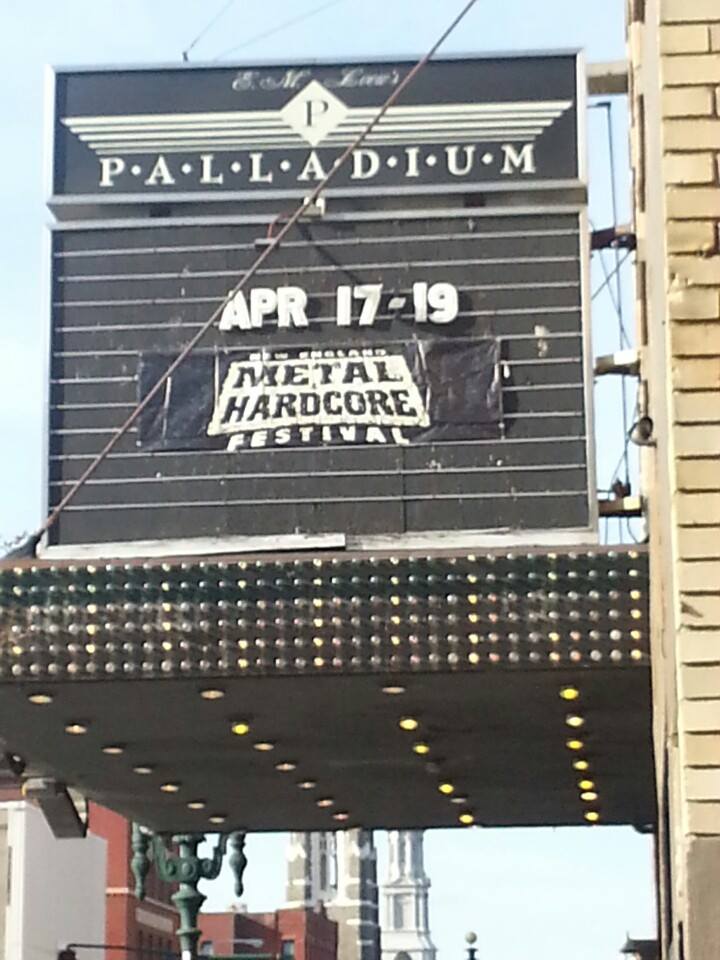 E. M. Loew's
P
P·A·L·L·A·D·I·U·M
APR 17-19
NEW ENGLAND
METAL
HARDCORE
FESTIVAL